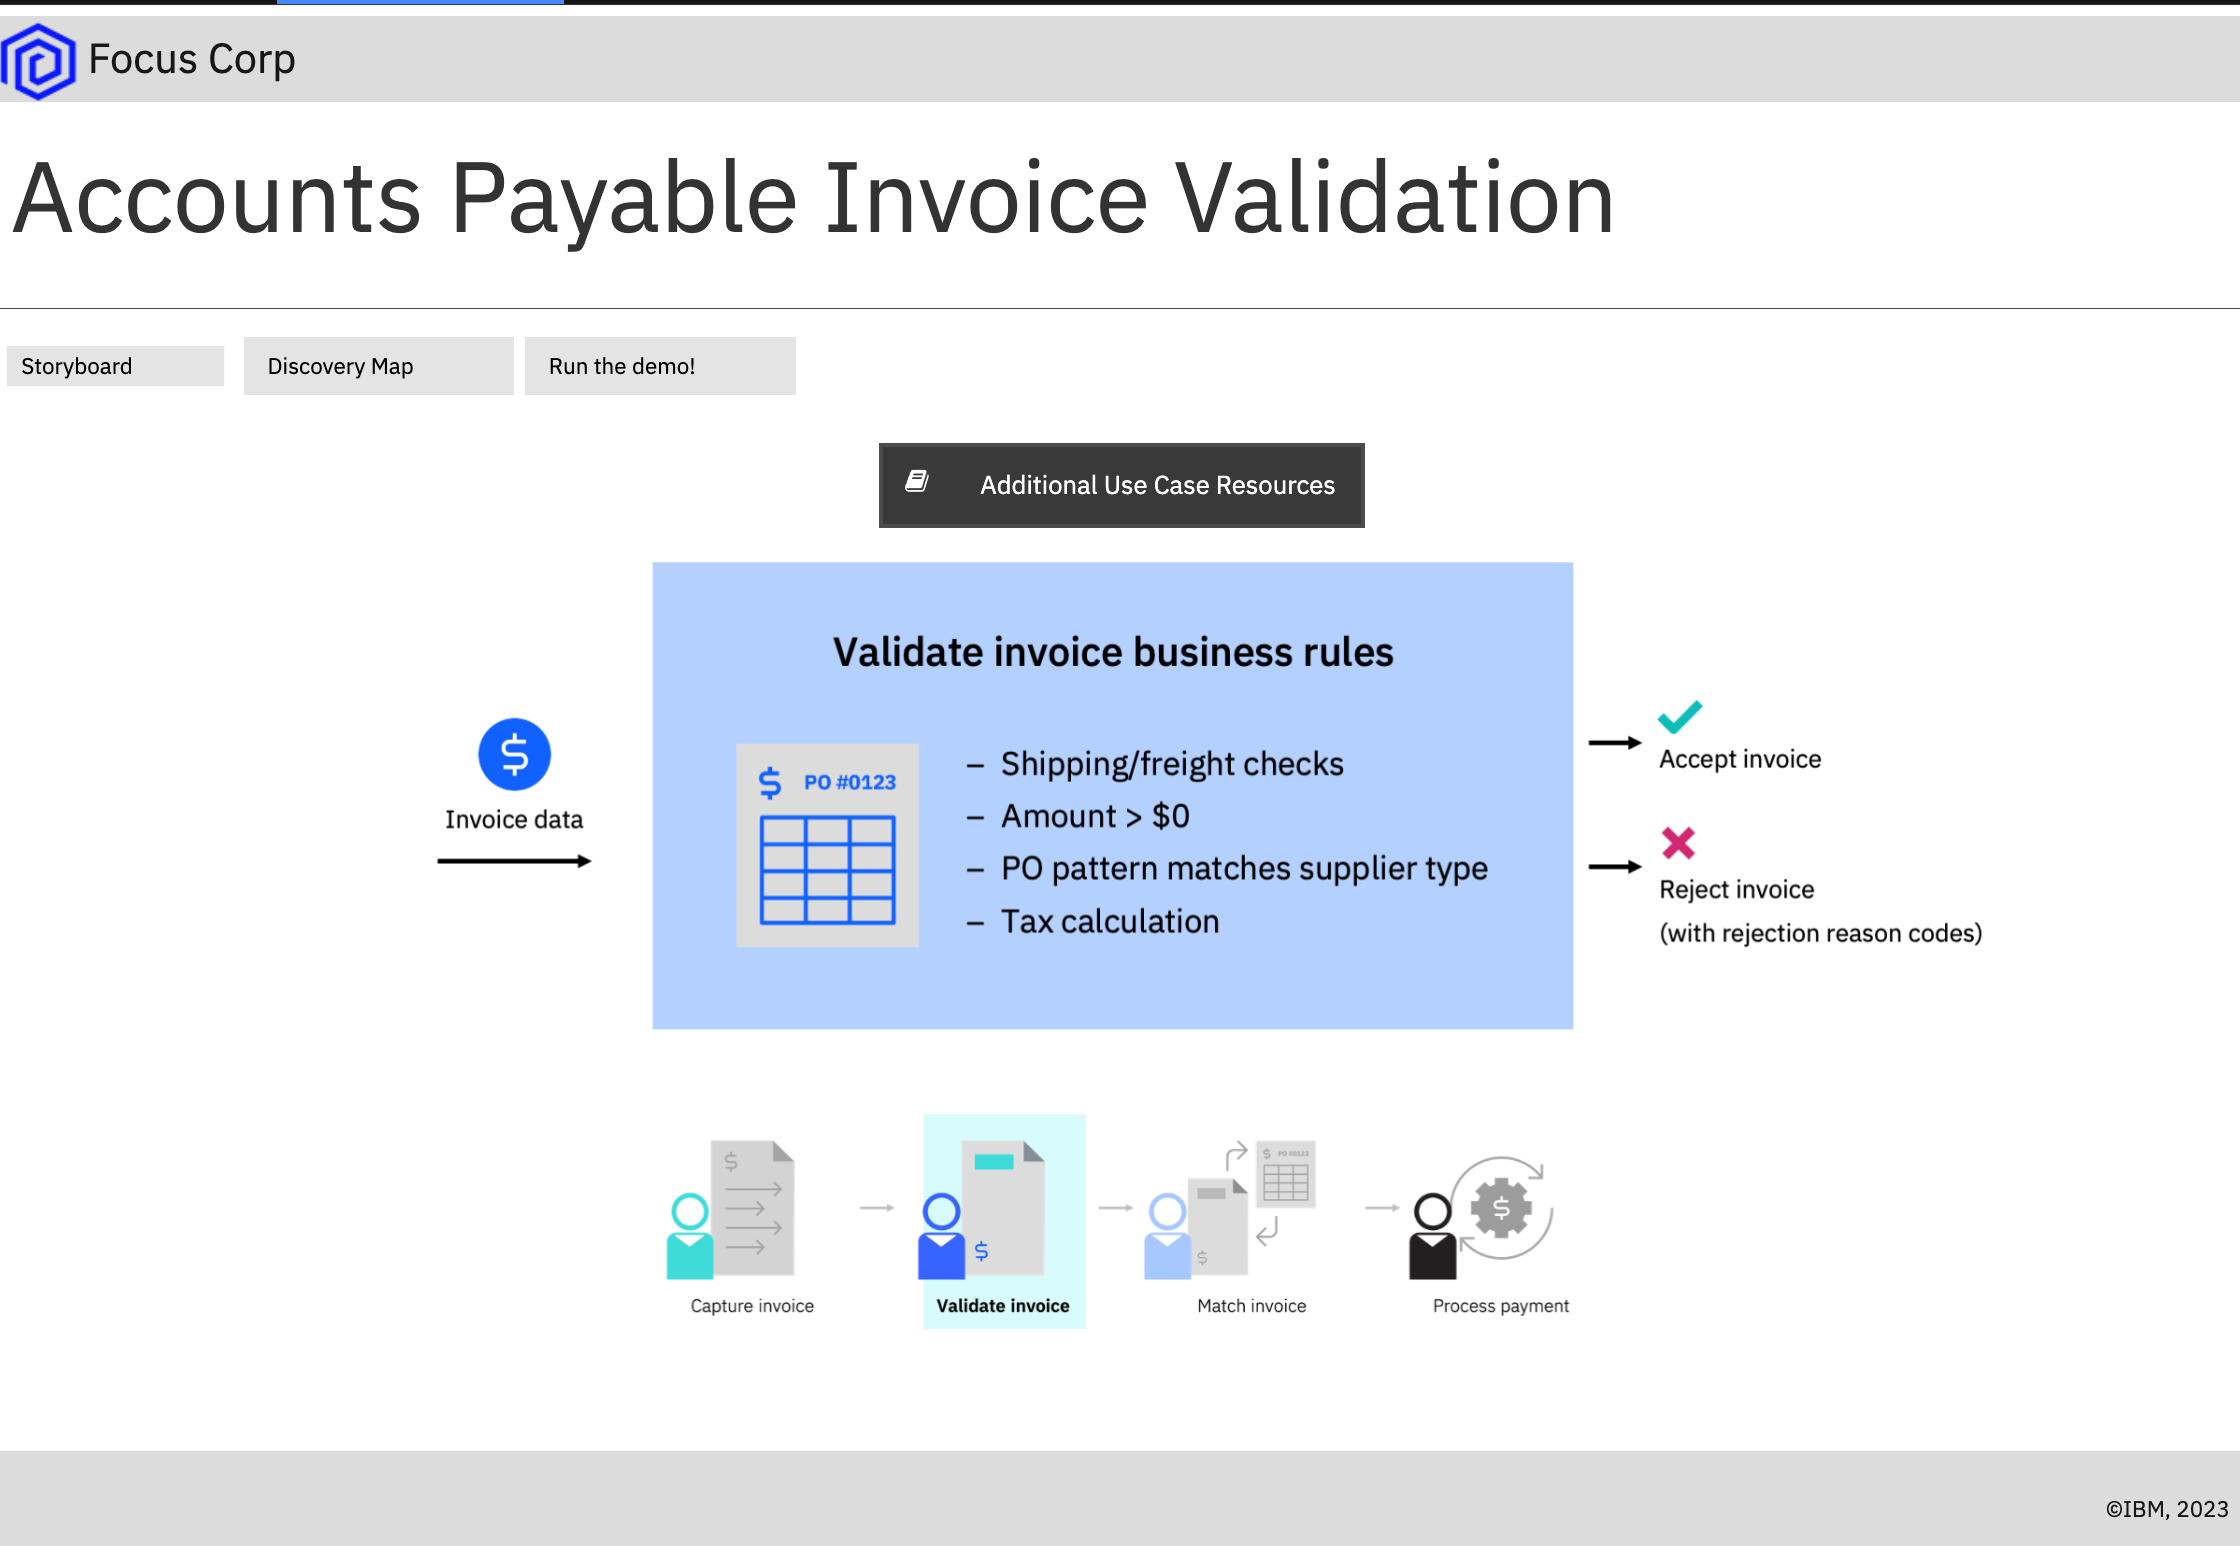 Focus Corp
Accounts Payable Invoice Validation
Storyboard
Discovery Map
Run the demo!
Additional Use Case Resources
Validate invoice business rules
$
Invoice data
$ PO #0123
– Shipping/freight checks
– Amount > $0
– PO pattern matches supplier type
– Tax calculation
Accept invoice
Reject invoice
(with rejection reason codes)
$
$
$ PO #0123
$
$
Capture invoice
Validate invoice
Match invoice
Process payment
©IBM, 2023